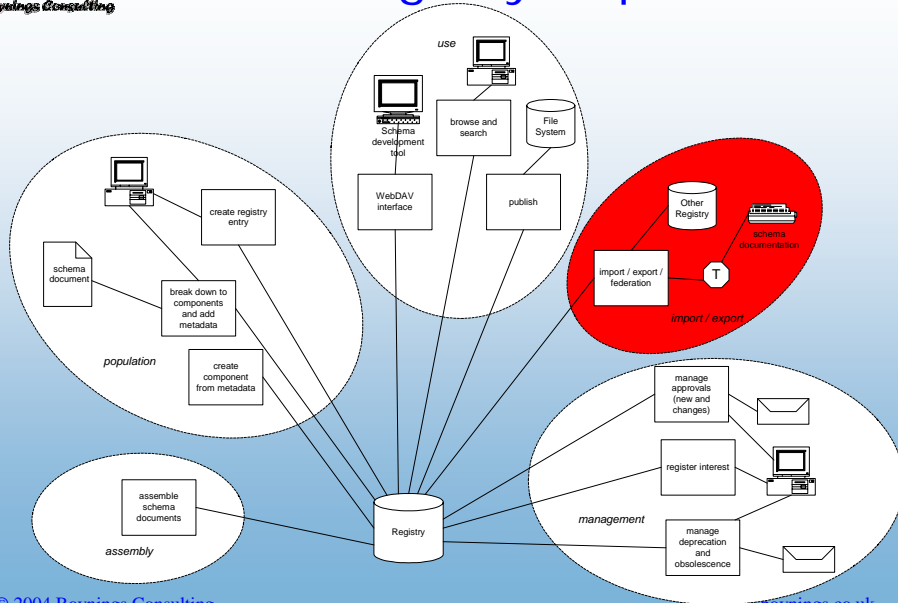 Consulting
use
Schema
development
tool
browse and
search
File
System
WebDAV
interface
publish
create registry
entry
schema
document
break down to
components
and add
metadata
create
component
from metadata
population
Other
Registry
schema
documentation
import / export /
federation
T
import / export
manage
approvals
(new and
changes)
register interest
management
manage
deprecation
and
obsolescence
assemble
schema
documents
assembly
Registry